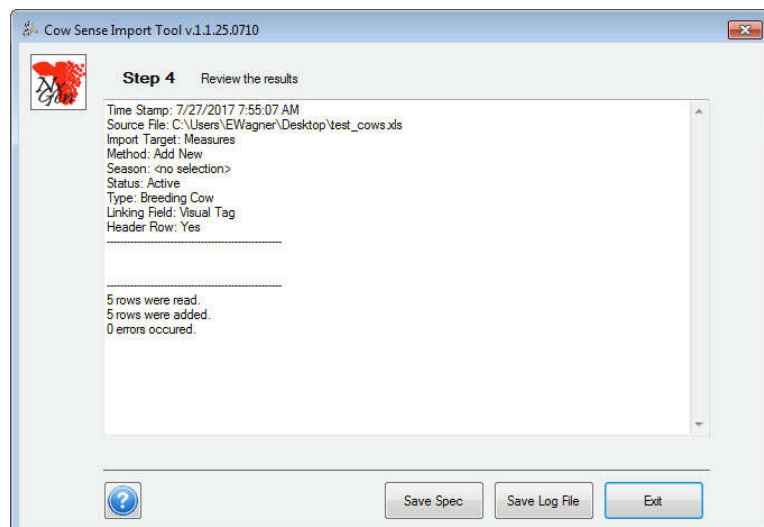 Cow Sense Import Tool v.1.1.25.0710
Nx
Gen
Step 4 Review the results
Time Stamp: 7/27/2017 7:55:07 AM
Source File: C:\Users\EWagner\Desktop\test_cows.xls
Import Target: Measures
Method: Add New
Season: <no selection>
Status: Active
Type: Breeding Cow
Linking Field: Visual Tag
Header Row: Yes
----------------------------------------------------
----------------------------------------------------
5 rows were read.
5 rows were added.
0 errors occured.
? Save Spec Save Log File Exit